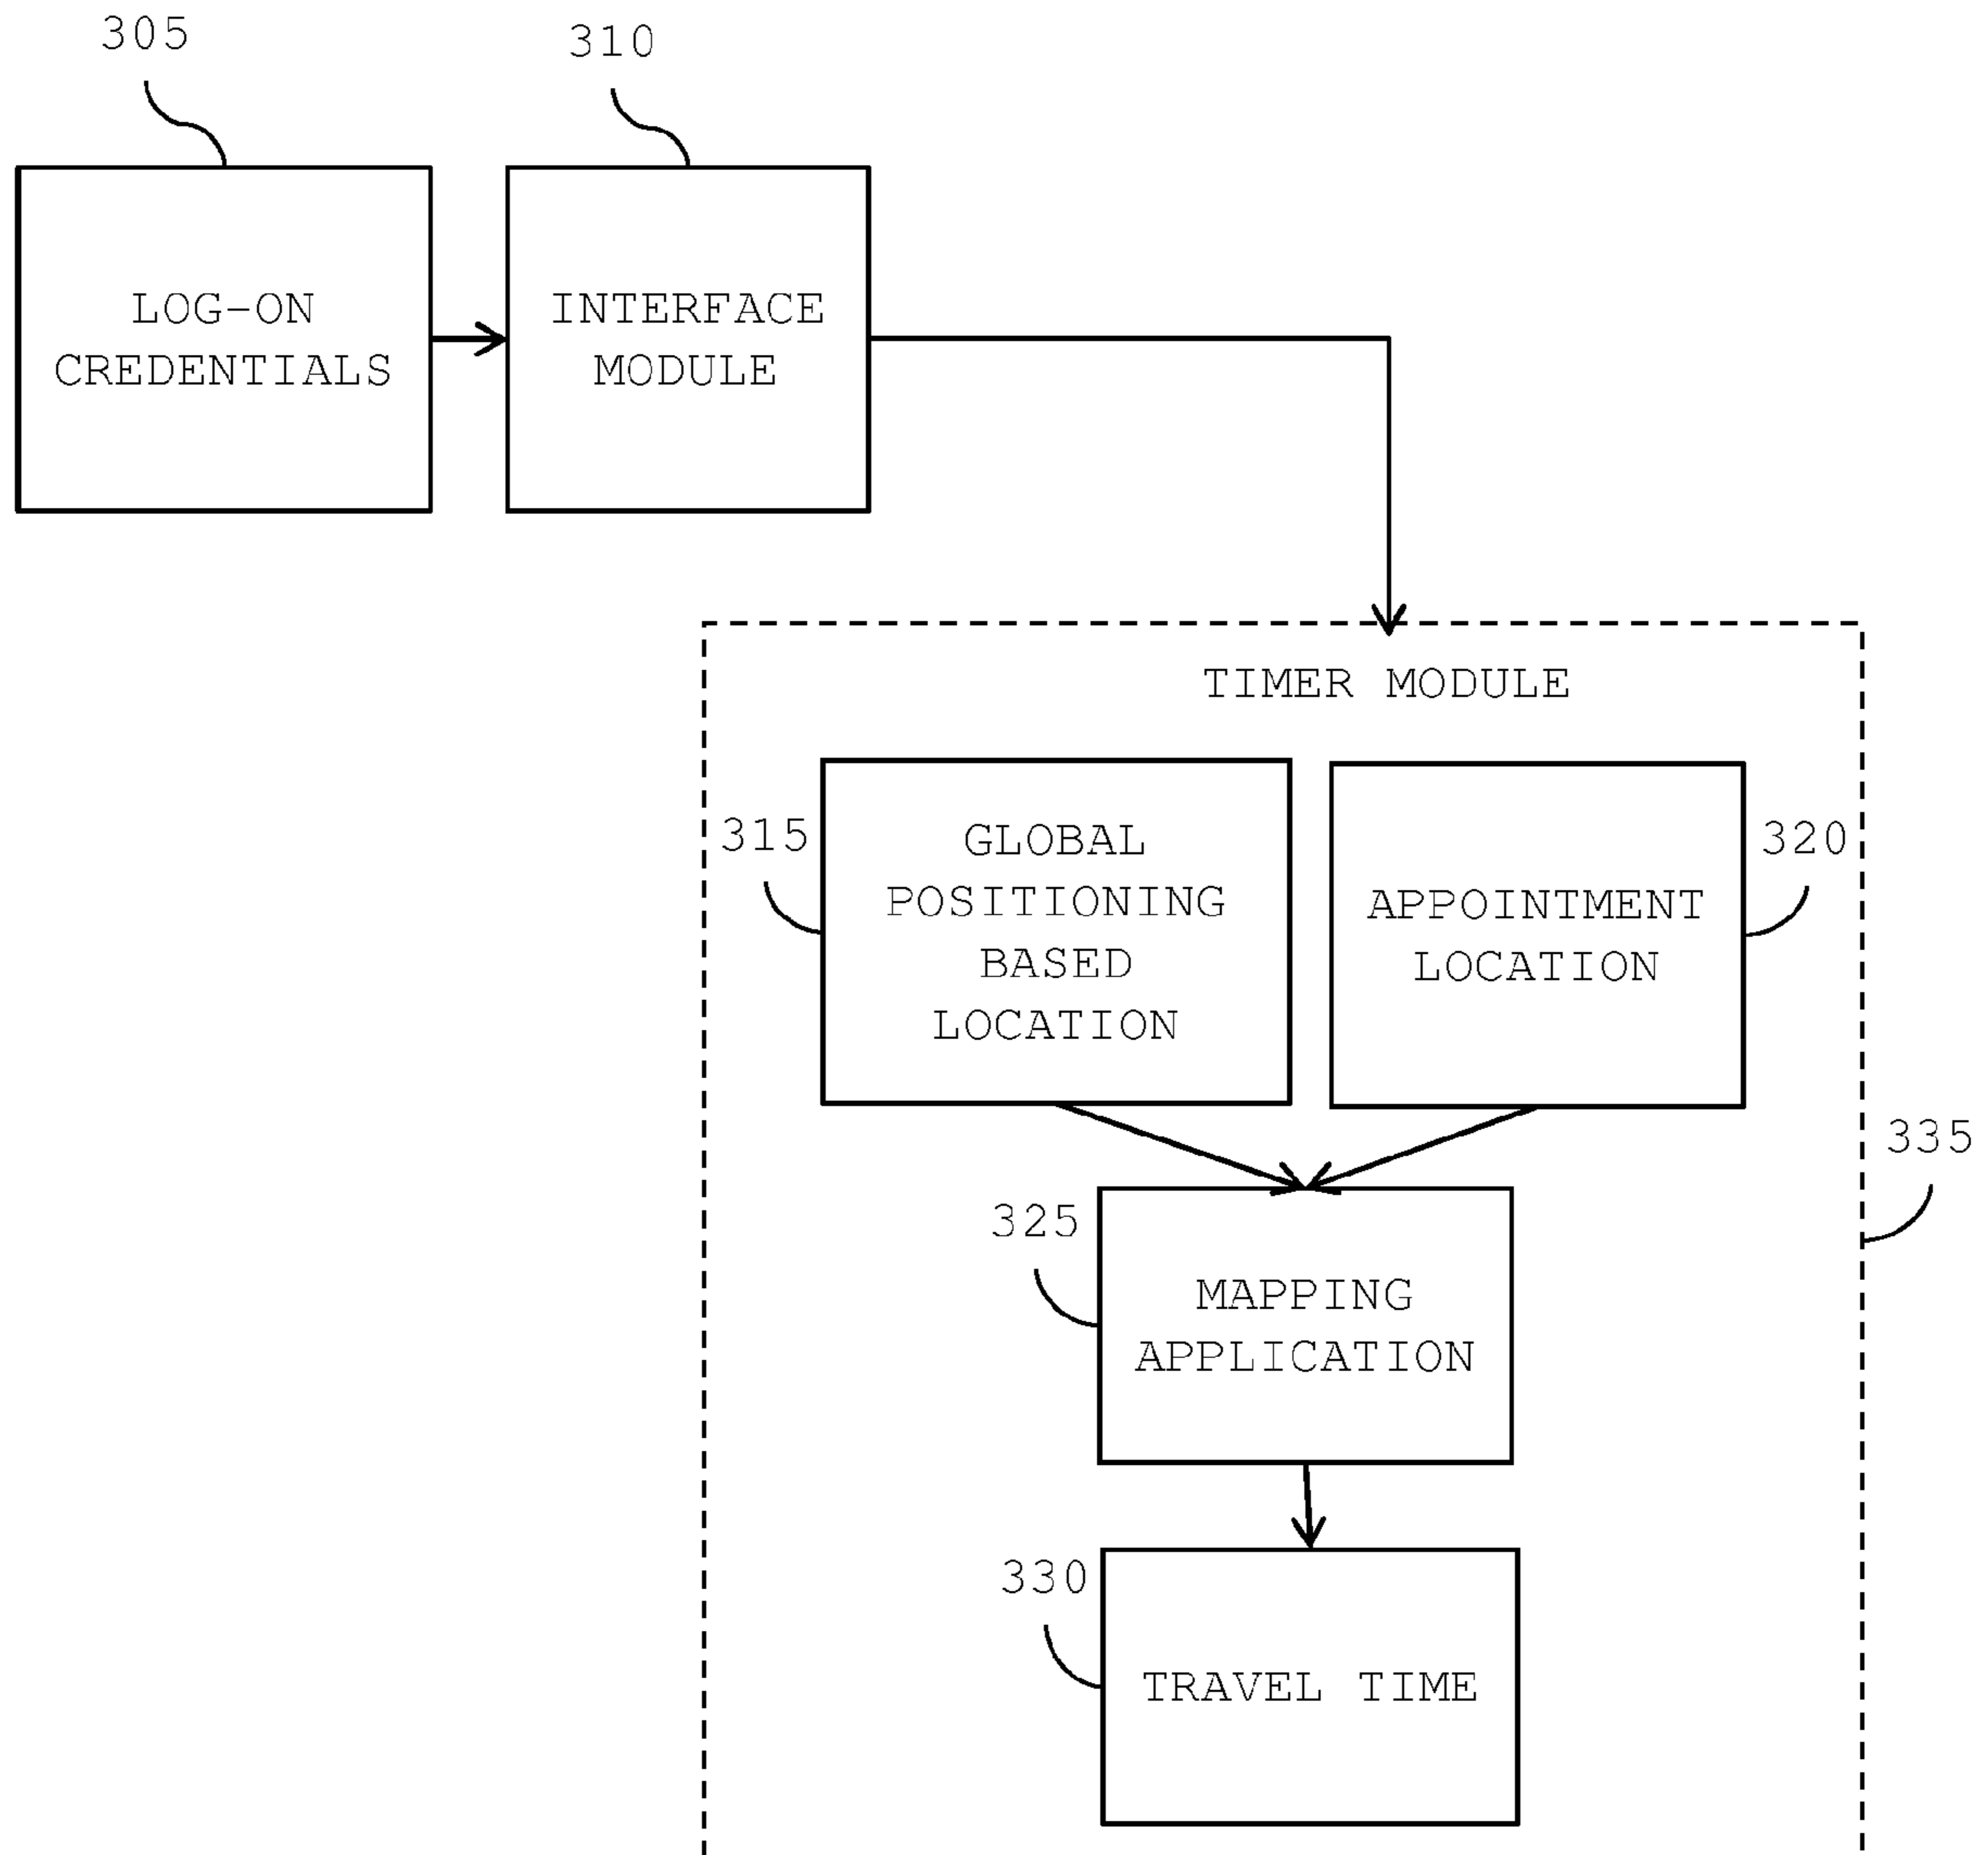 305
310
LOG-ON
CREDENTIALS
INTERFACE
MODULE
TIMER MODULE
315
GLOBAL
POSITIONING
BASED
LOCATION
320
APPOINTMENT
LOCATION
335
325
MAPPING
APPLICATION
330
TRAVEL TIME